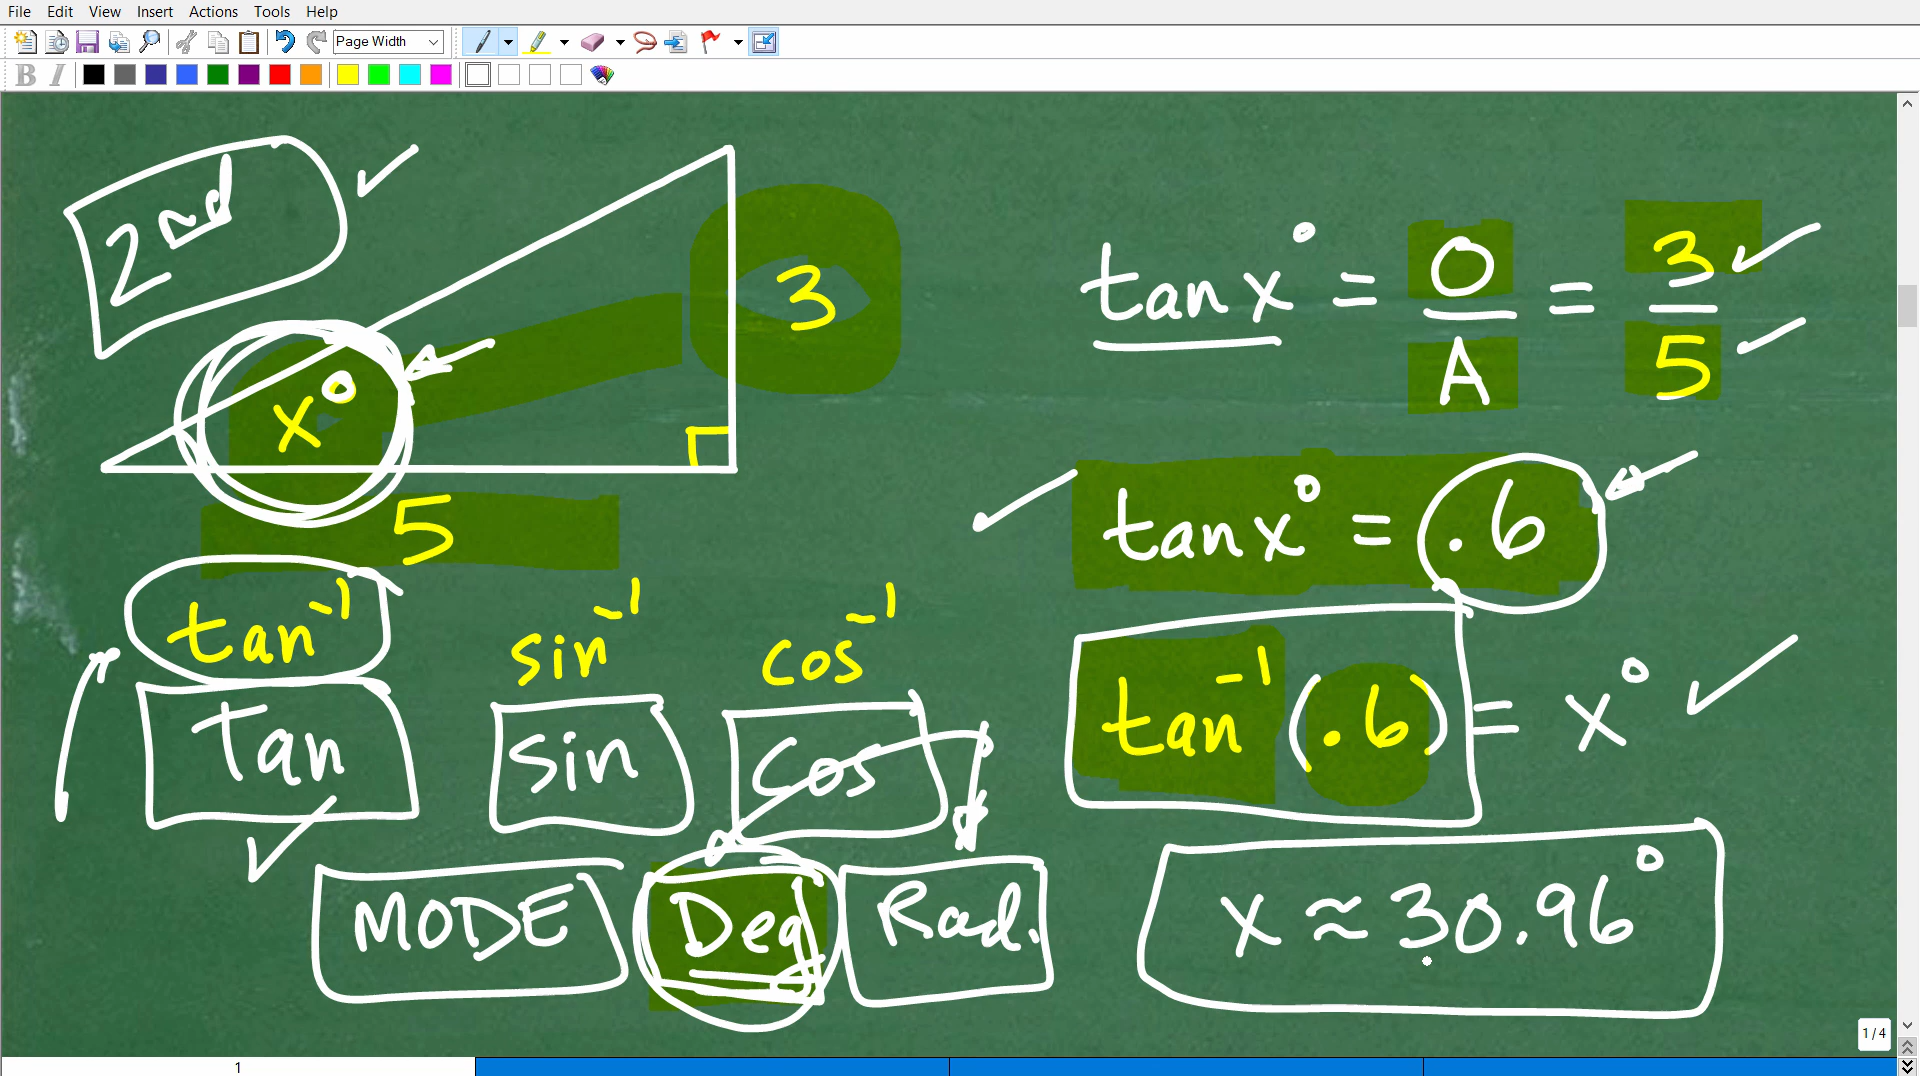 File Edit View Insert Actions Tools Help
Page Width
B I
2nd
x°
3
5
tan x° = O/A = 3/5
tan x° = .6
tan⁻¹ sin⁻¹ cos⁻¹
Tan Sin Cos
tan⁻¹(.6) = x°
MODE Deg Rad.
x ≈ 30.96°
1 / 4
1